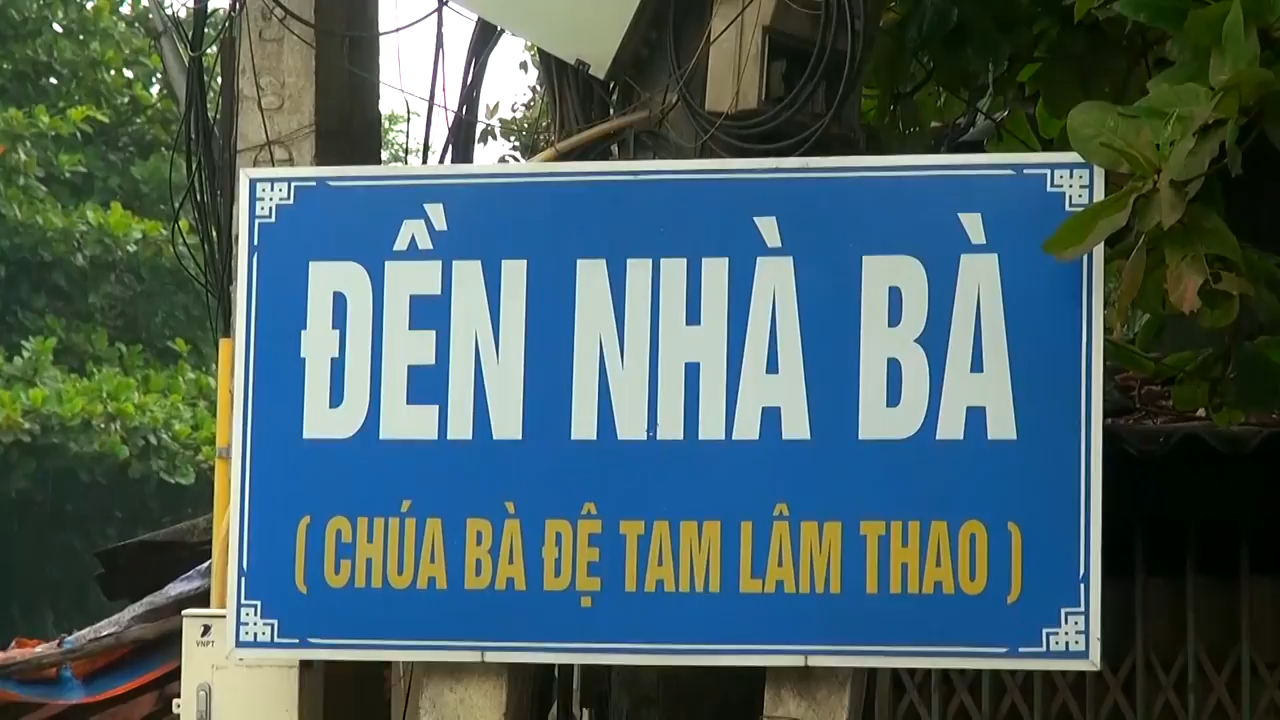 ĐỀN NHÀ BÀ
( CHÚA BÀ ĐỆ TAM LÂM THAO )
VNPT